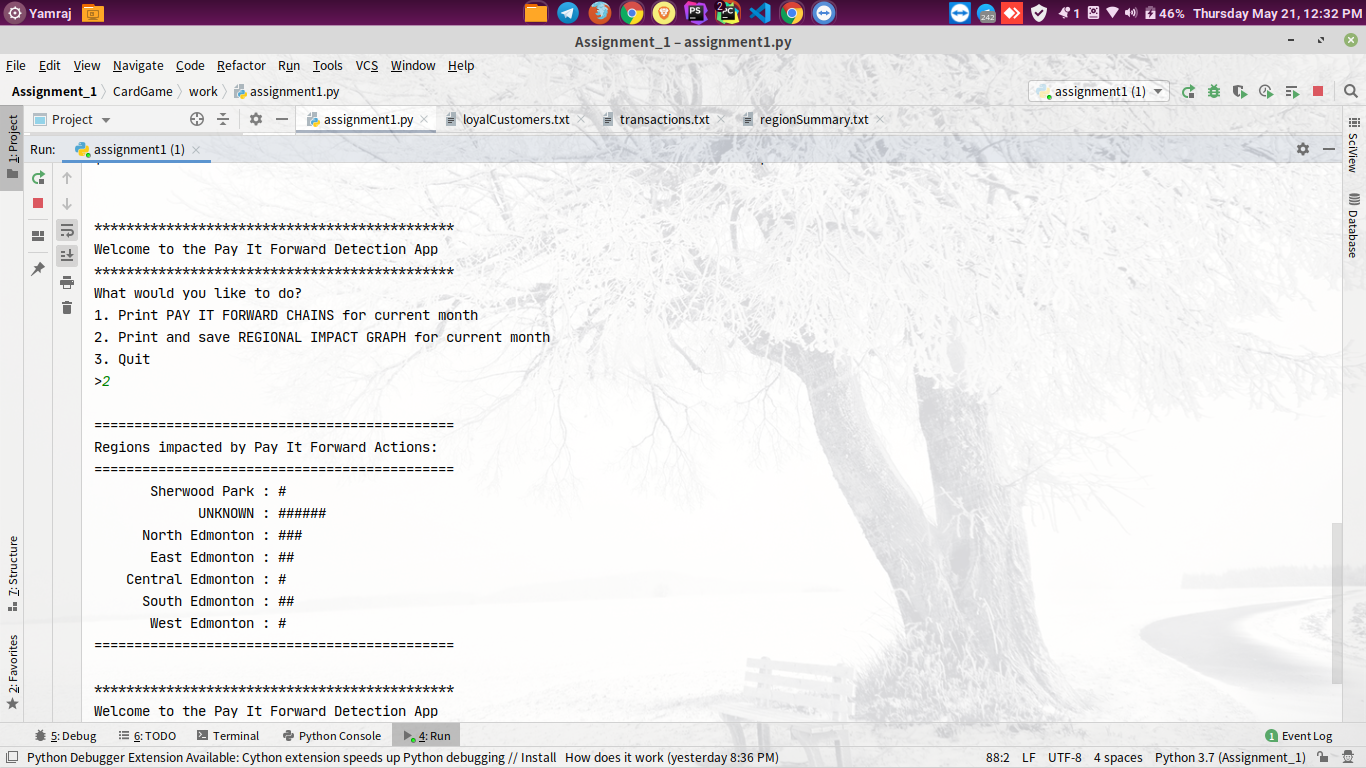 Yamraj
2
242
1
46%
Thursday May 21, 12:32 PM
Assignment_1 – assignment1.py
File Edit View Navigate Code Refactor Run Tools VCS Window Help
Assignment_1 CardGame work assignment1.py
assignment1 (1)
1: Project
Project
assignment1.py
loyalCustomers.txt
transactions.txt
regionSummary.txt
Run: assignment1 (1)
SciView
Database
*********************************************
Welcome to the Pay It Forward Detection App
*********************************************
What would you like to do?
1. Print PAY IT FORWARD CHAINS for current month
2. Print and save REGIONAL IMPACT GRAPH for current month
3. Quit
>2
=============================================
Regions impacted by Pay It Forward Actions:
=============================================
Sherwood Park : #
UNKNOWN : ######
North Edmonton : ###
East Edmonton : ##
Central Edmonton : #
South Edmonton : ##
West Edmonton : #
=============================================
*********************************************
Welcome to the Pay It Forward Detection App
7: Structure
2: Favorites
5: Debug 6: TODO Terminal Python Console 4: Run
1 Event Log
Python Debugger Extension Available: Cython extension speeds up Python debugging // Install How does it work (yesterday 8:36 PM)
88:2 LF UTF-8 4 spaces Python 3.7 (Assignment_1)